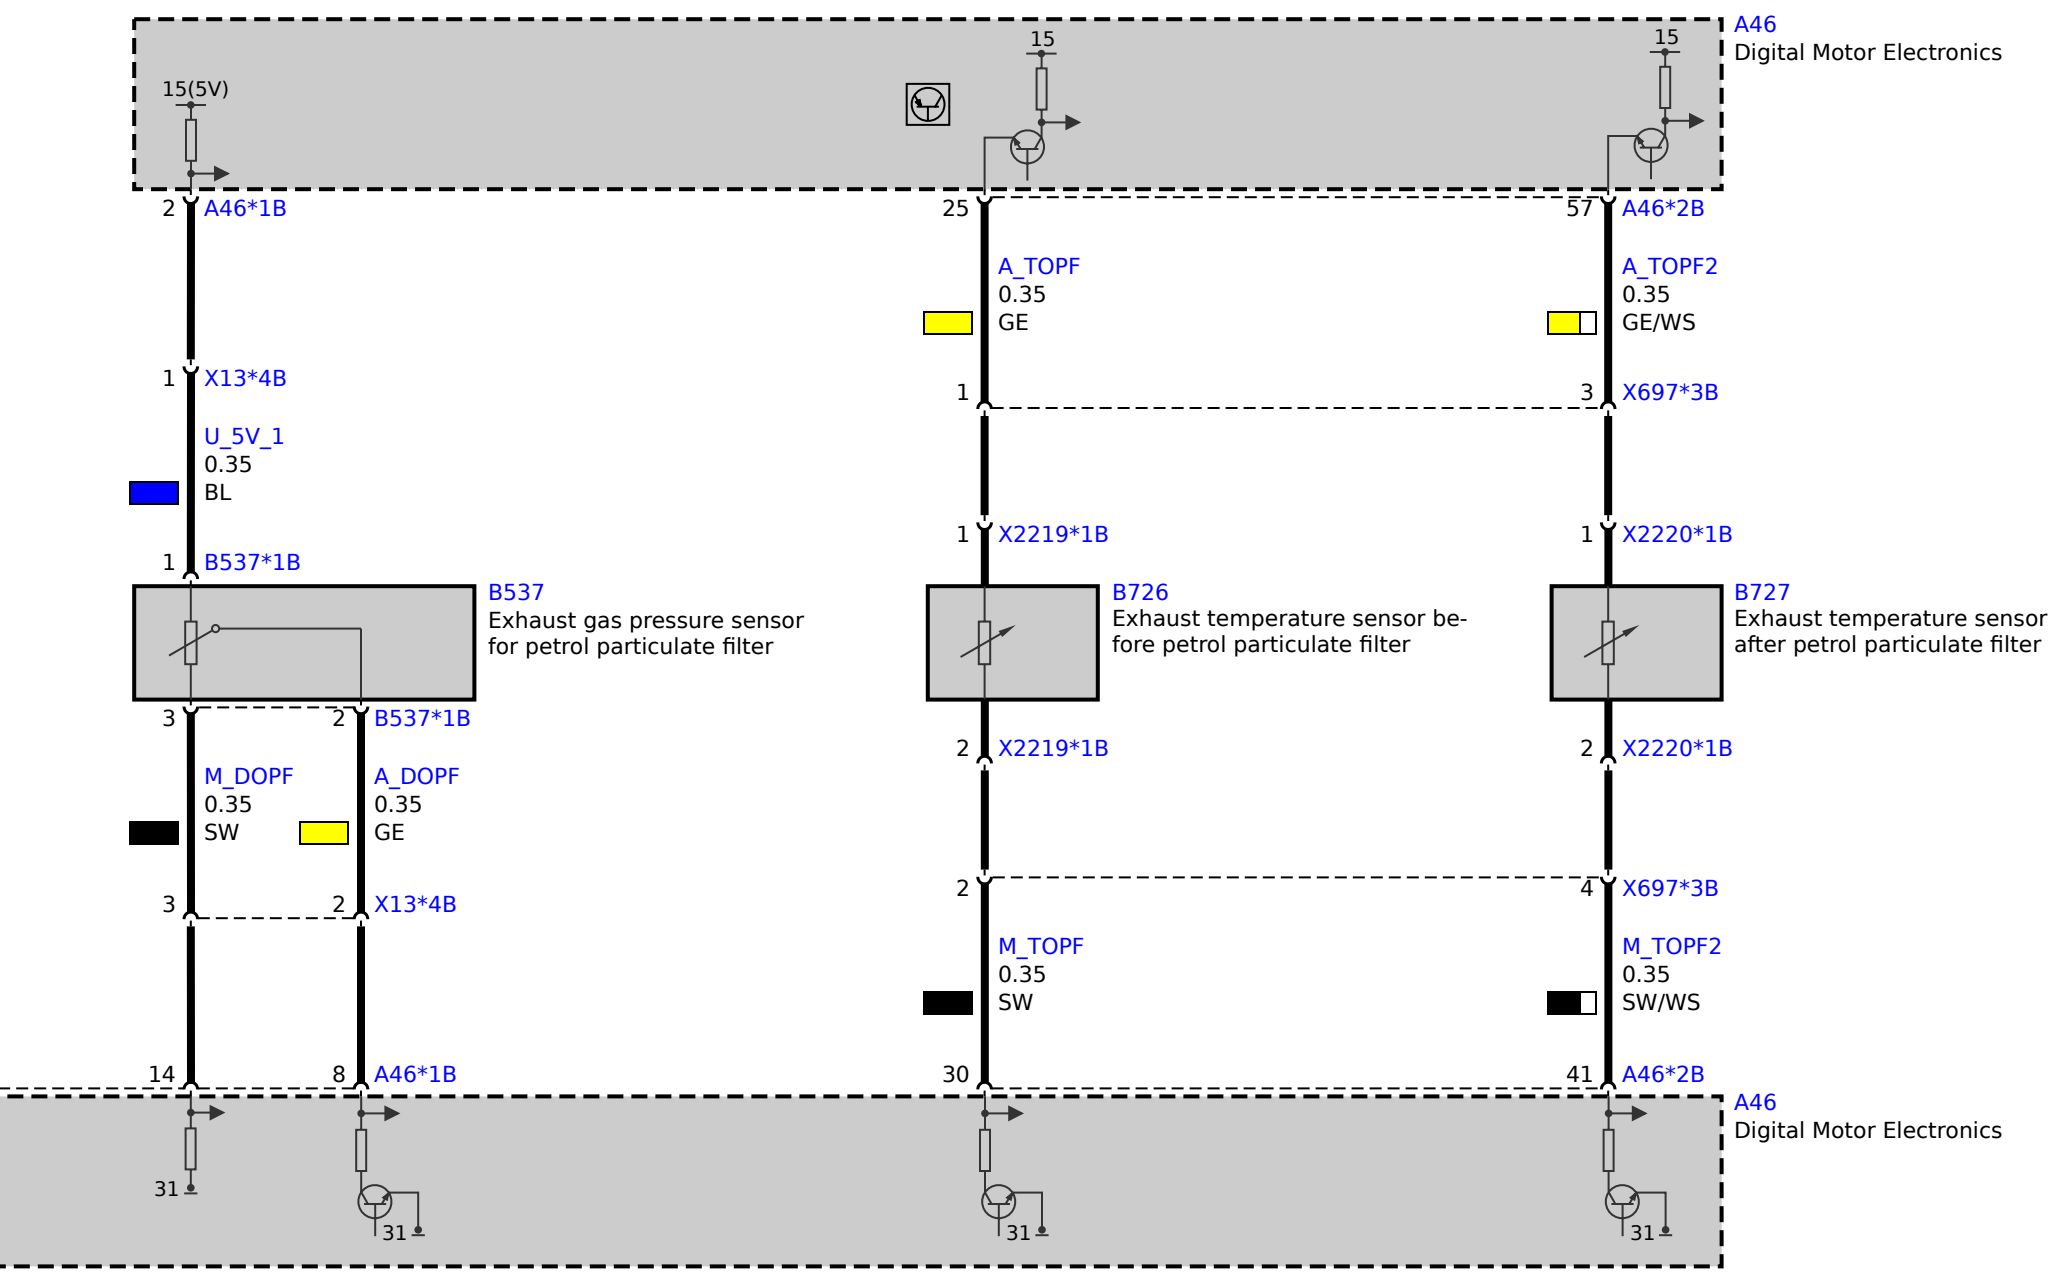 A46
Digital Motor Electronics
15
15
15(5V)
2 A46*1B
25
57 A46*2B
A_TOPF
0.35
GE
A_TOPF2
0.35
GE/WS
1 X13*4B
1
3 X697*3B
U_5V_1
0.35
BL
1 X2219*1B
1 X2220*1B
1 B537*1B
B537
Exhaust gas pressure sensor
for petrol particulate filter
B726
Exhaust temperature sensor be-
fore petrol particulate filter
B727
Exhaust temperature sensor
after petrol particulate filter
3
2 B537*1B
2 X2219*1B
2 X2220*1B
M_DOPF
0.35
SW
A_DOPF
0.35
GE
3
2 X13*4B
2
4 X697*3B
M_TOPF
0.35
SW
M_TOPF2
0.35
SW/WS
14
8 A46*1B
30
41 A46*2B
A46
Digital Motor Electronics
31
31
31
31